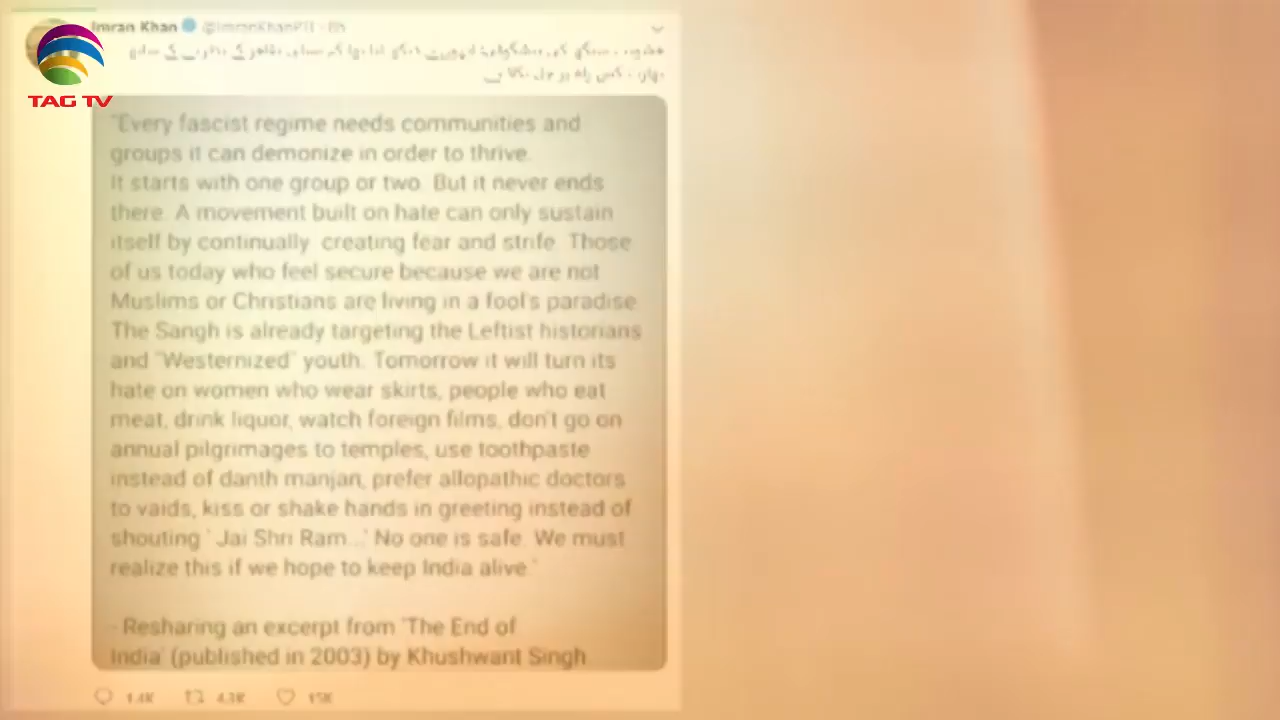 Imran Khan @ImranKhanPTI · 8h
TAG TV
"Every fascist regime needs communities and
groups it can demonize in order to thrive.
It starts with one group or two. But it never ends
there. A movement built on hate can only sustain
itself by continually creating fear and strife. Those
of us today who feel secure because we are not
Muslims or Christians are living in a fool's paradise.
The Sangh is already targeting the Leftist historians
and "Westernized" youth. Tomorrow it will turn its
hate on women who wear skirts, people who eat
meat, drink liquor, watch foreign films, don't go on
annual pilgrimages to temples, use toothpaste
instead of danth manjan, prefer allopathic doctors
to vaids, kiss or shake hands in greeting instead of
shouting ' Jai Shri Ram...' No one is safe. We must
realize this if we hope to keep India alive."
- Resharing an excerpt from 'The End of
India' (published in 2003) by Khushwant Singh
1.4K 4.3K 15K